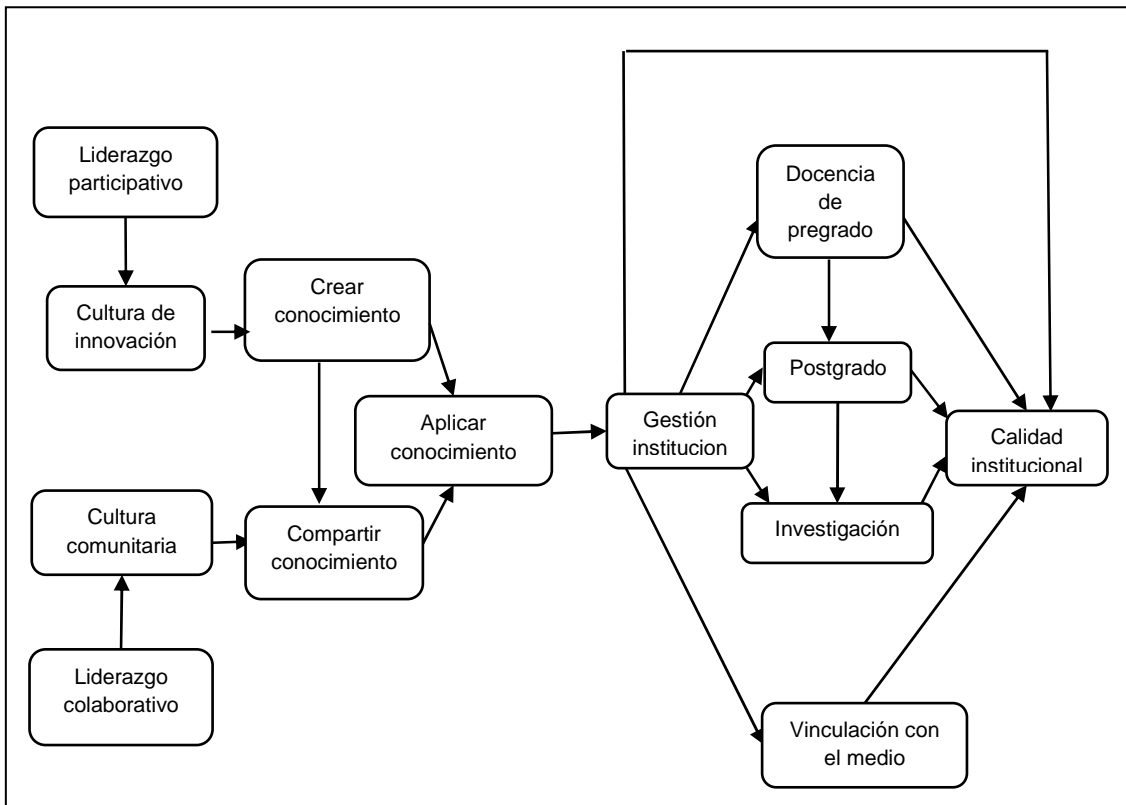 Liderazgo
participativo
Cultura de
innovación
Crear
conocimiento
Aplicar
conocimiento
Cultura
comunitaria
Compartir
conocimiento
Liderazgo
colaborativo
Gestión
institucion
Docencia
de
pregrado
Postgrado
Investigación
Vinculación con
el medio
Calidad
institucional